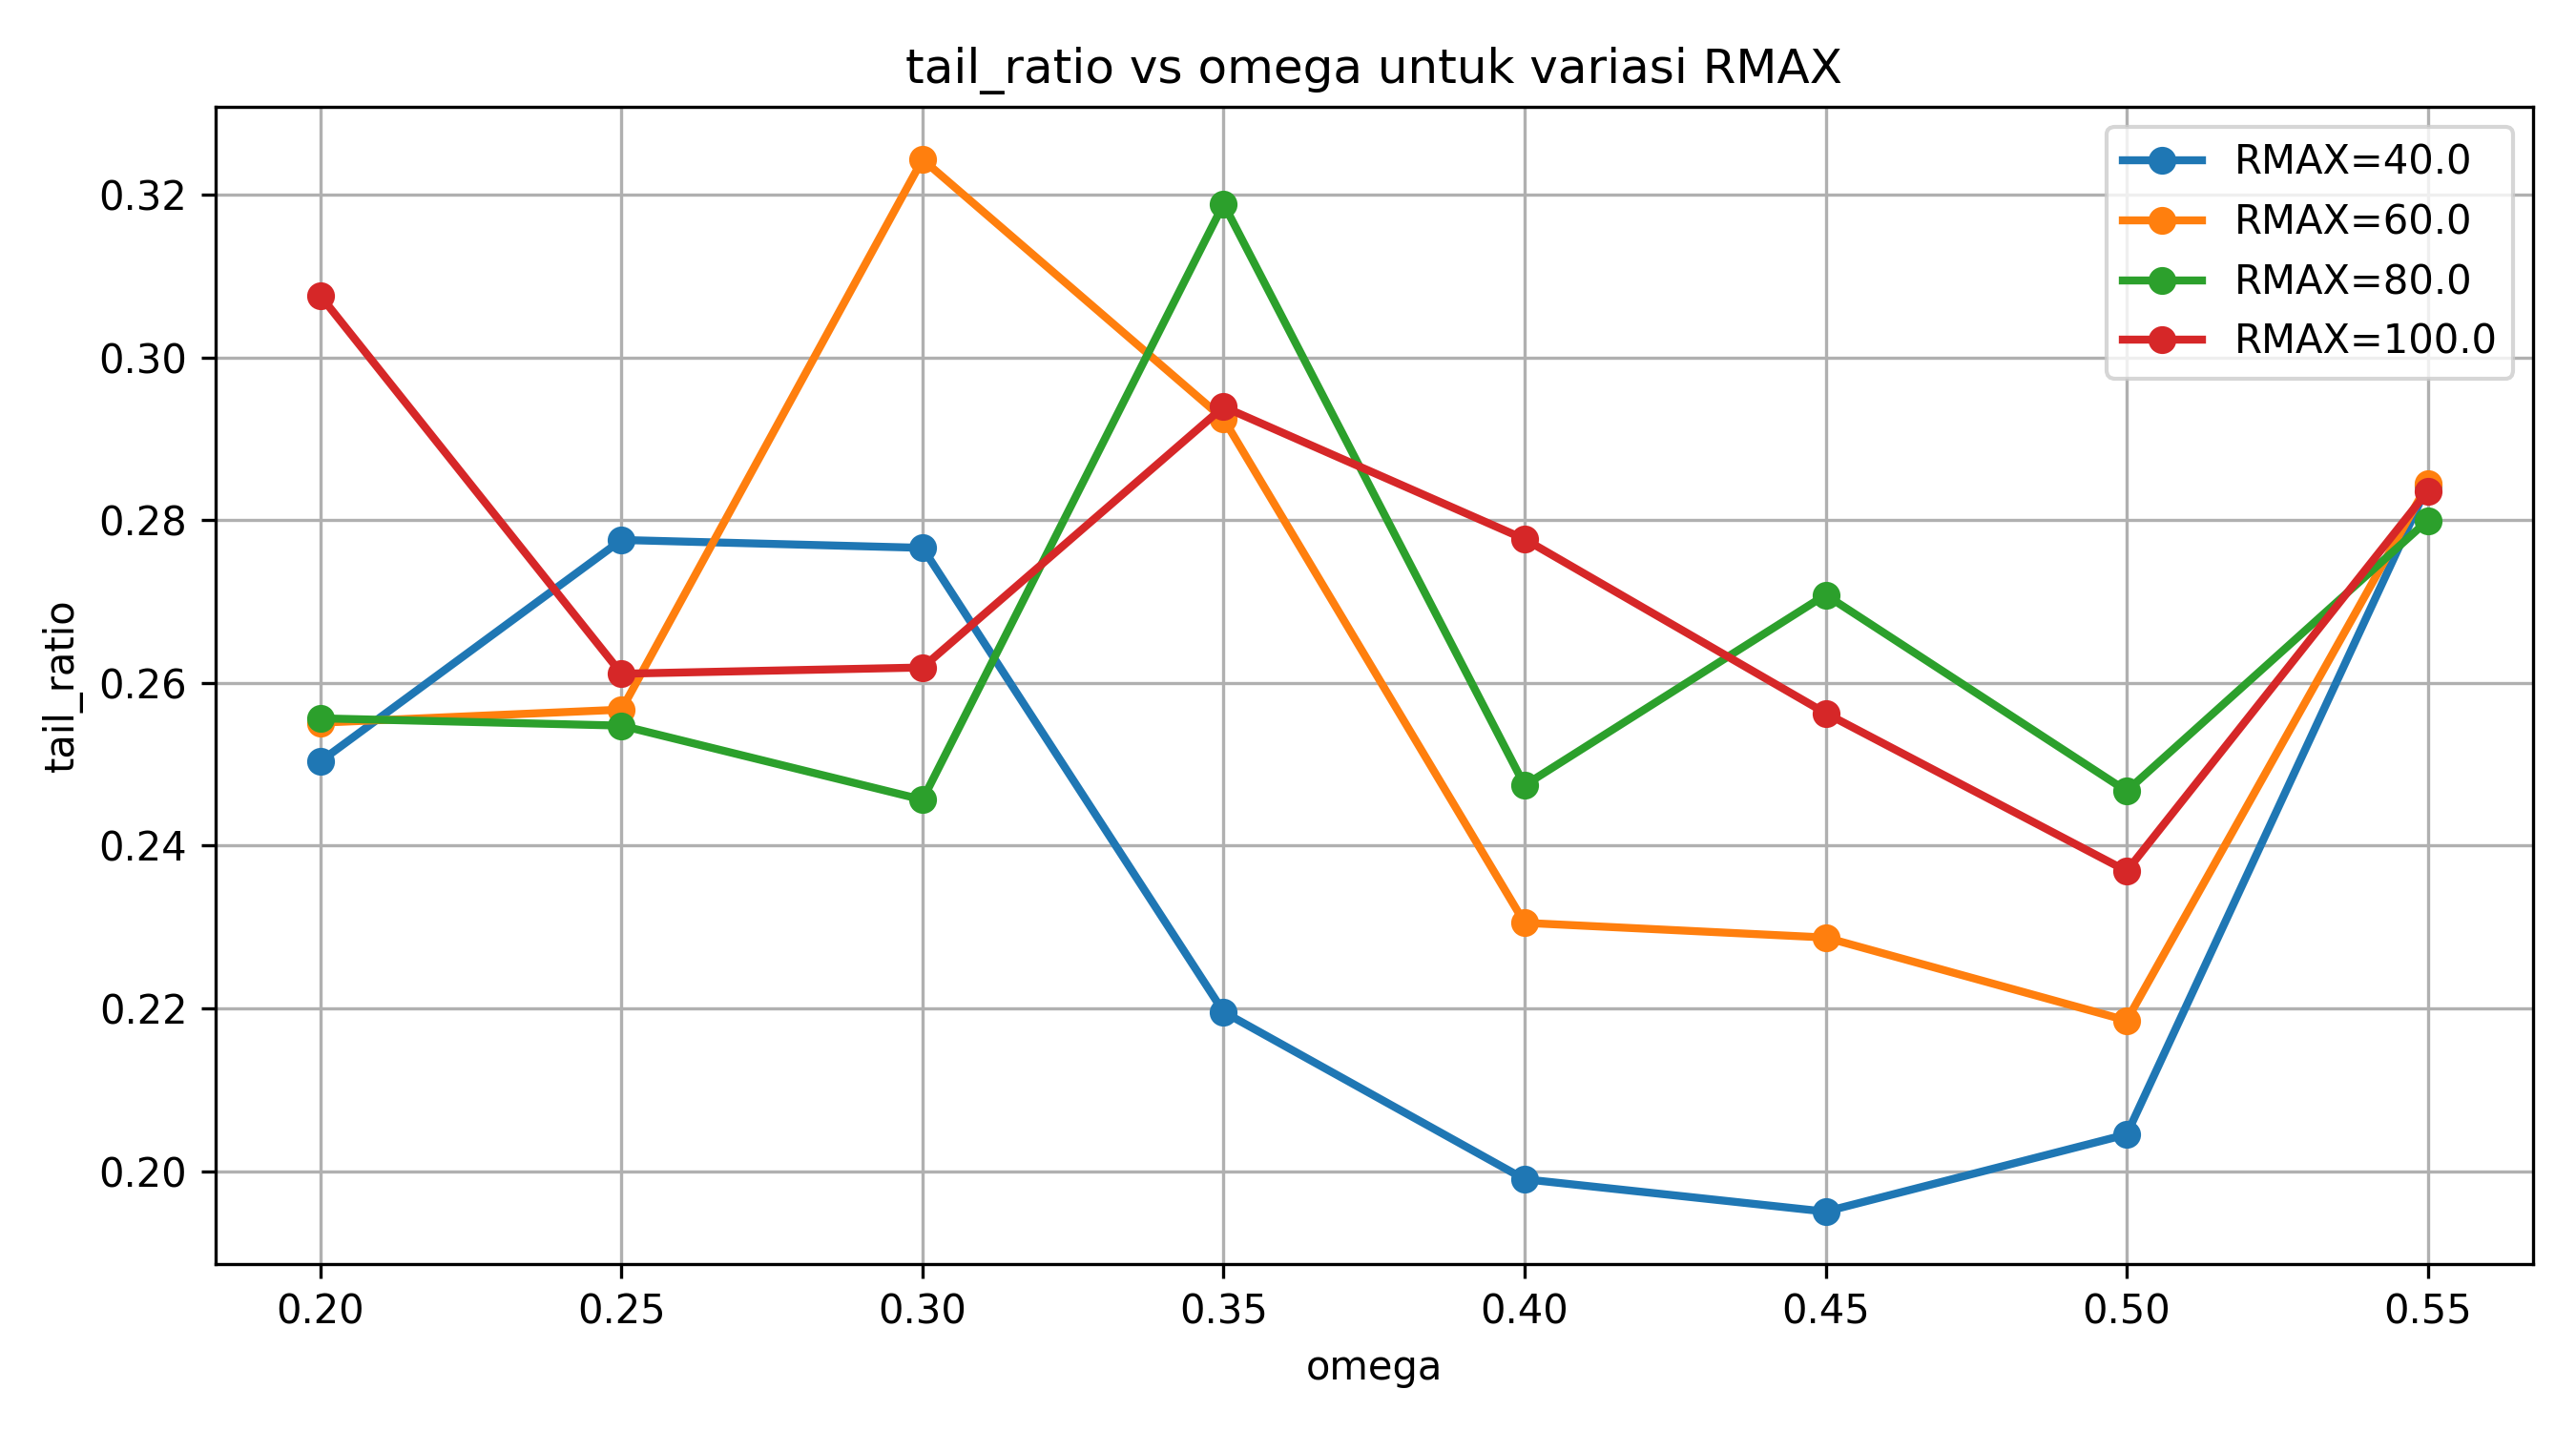 tail_ratio vs omega untuk variasi RMAX
RMAX=40.0
RMAX=60.0
RMAX=80.0
RMAX=100.0
tail_ratio
0.32
0.30
0.28
0.26
0.24
0.22
0.20
0.20 0.25 0.30 0.35 0.40 0.45 0.50 0.55
omega